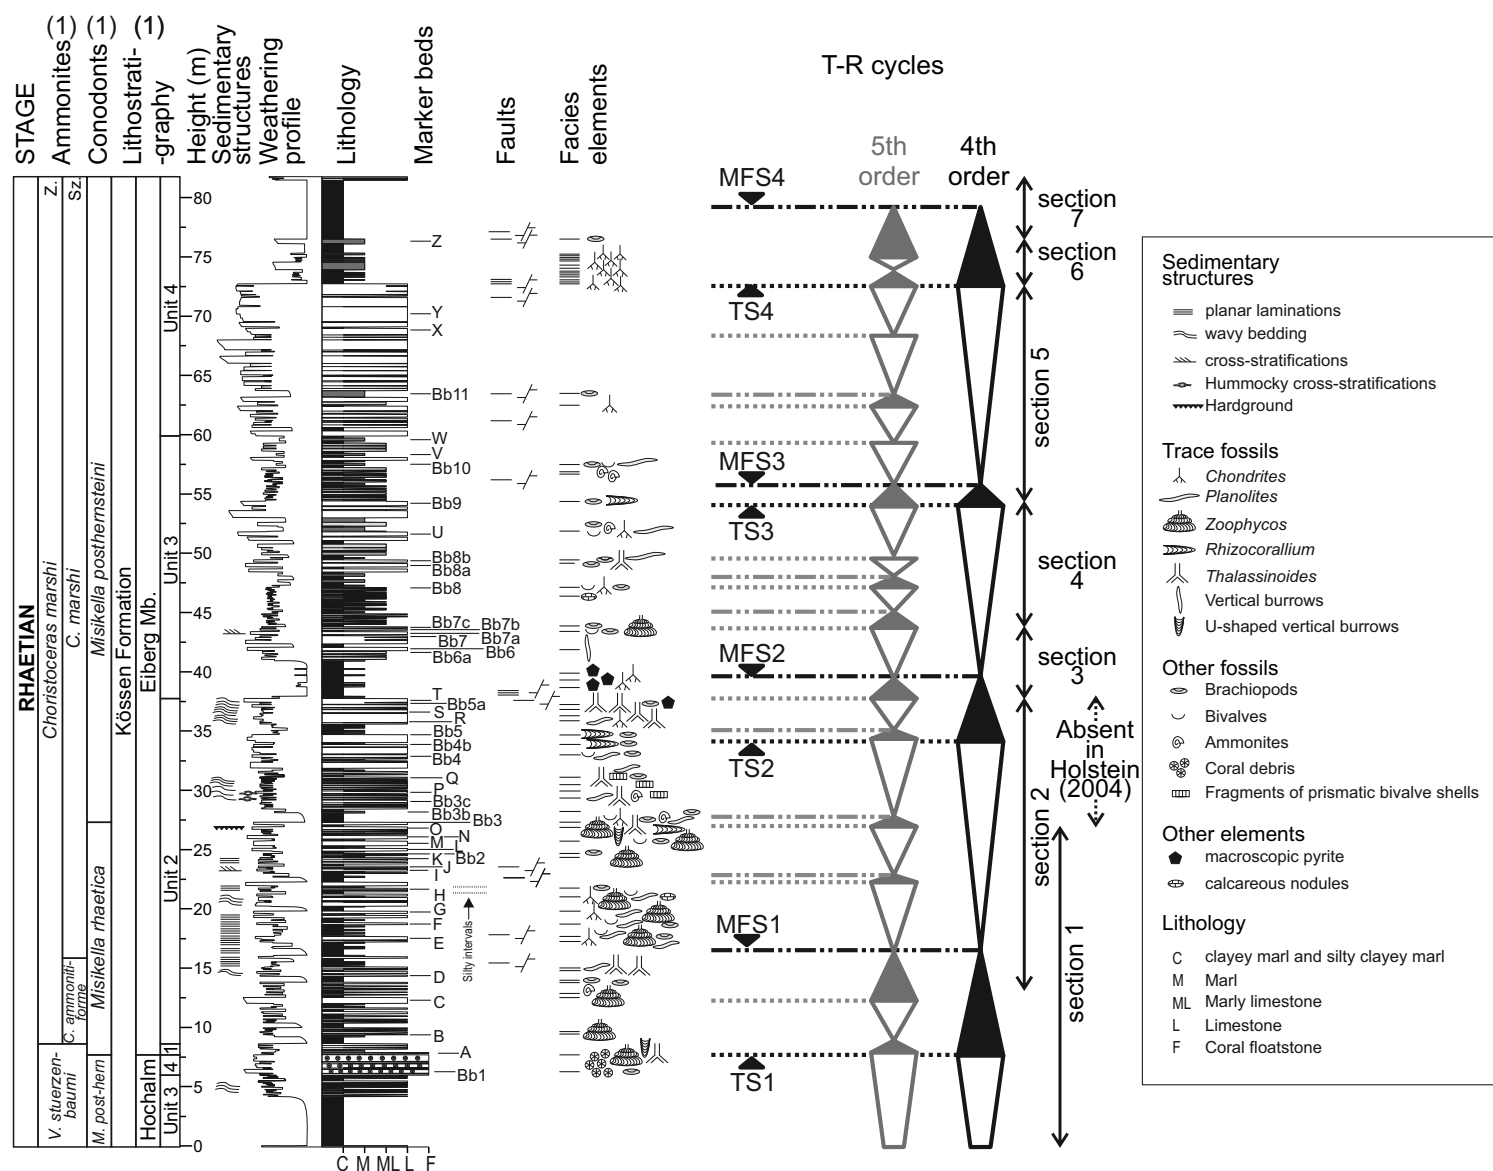 STAGE
Ammonites(1)
Conodonts (1)
Lithostrati- (1)
-graphy
Height (m)
Sedimentary
structures
Weathering
profile
Lithology
Marker beds
Faults
Facies
elements
T-R cycles
5th
order
4th
order
RHAETIAN
Z.
Choristoceras marshi
V. stuerzen-
baumi
Sz.
C. marshi
C. ammoniti-
forme
Misikella posthernsteini
Misikella rhaetica
M. post-hern
Kössen Formation
Eiberg Mb.
Hochalm
Unit 4
Unit 3
Unit 2
1
4
Unit 3
80
75
70
65
60
55
50
45
40
35
30
25
20
15
10
5
0
C M ML L F
Z
Y
X
Bb11
W
V
Bb10
Bb9
U
Bb8b
Bb8a
Bb8
Bb7c
Bb7b
Bb7a
Bb7
Bb6
Bb6a
T
Bb5a
S
R
Bb5
Bb4b
Bb4
Q
P
Bb3c
Bb3b
Bb3
O
N
M
L
Bb2
K
J
I
H
G
F
E
D
C
B
A
Bb1
Silty intervals
MFS4
TS4
MFS3
TS3
MFS2
TS2
MFS1
TS1
section
7
section
6
section 5
section
4
section
3
section 2
Absent
in
Holstein
(2004)
section 1
Sedimentary
structures
planar laminations
wavy bedding
cross-stratifications
Hummocky cross-stratifications
Hardground
Trace fossils
Chondrites
Planolites
Zoophycos
Rhizocorallium
Thalassinoides
Vertical burrows
U-shaped vertical burrows
Other fossils
Brachiopods
Bivalves
Ammonites
Coral debris
Fragments of prismatic bivalve shells
Other elements
macroscopic pyrite
calcareous nodules
Lithology
C clayey marl and silty clayey marl
M Marl
ML Marly limestone
L Limestone
F Coral floatstone